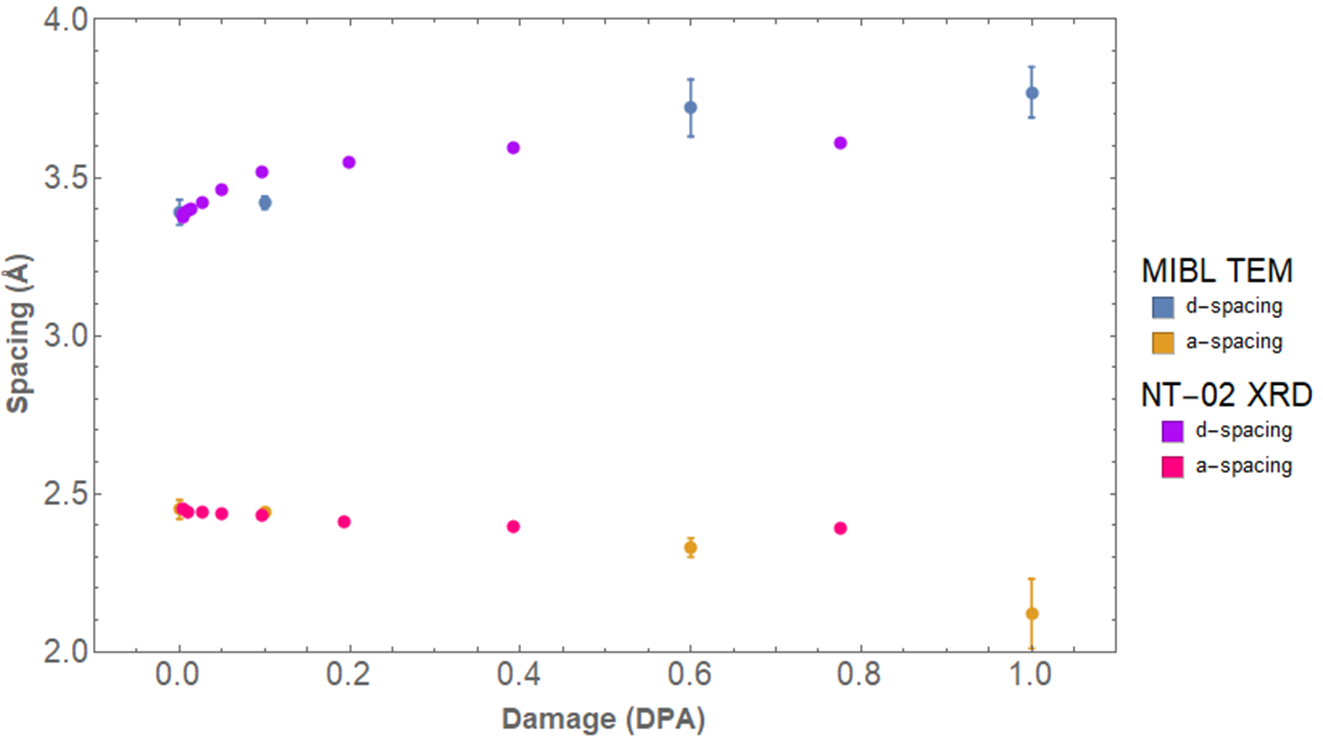 4.0
3.5
3.0
2.5
2.0
Spacing (Å)
0.0 0.2 0.4 0.6 0.8 1.0
Damage (DPA)
MIBL TEM
d−spacing
a−spacing
NT−02 XRD
d−spacing
a−spacing